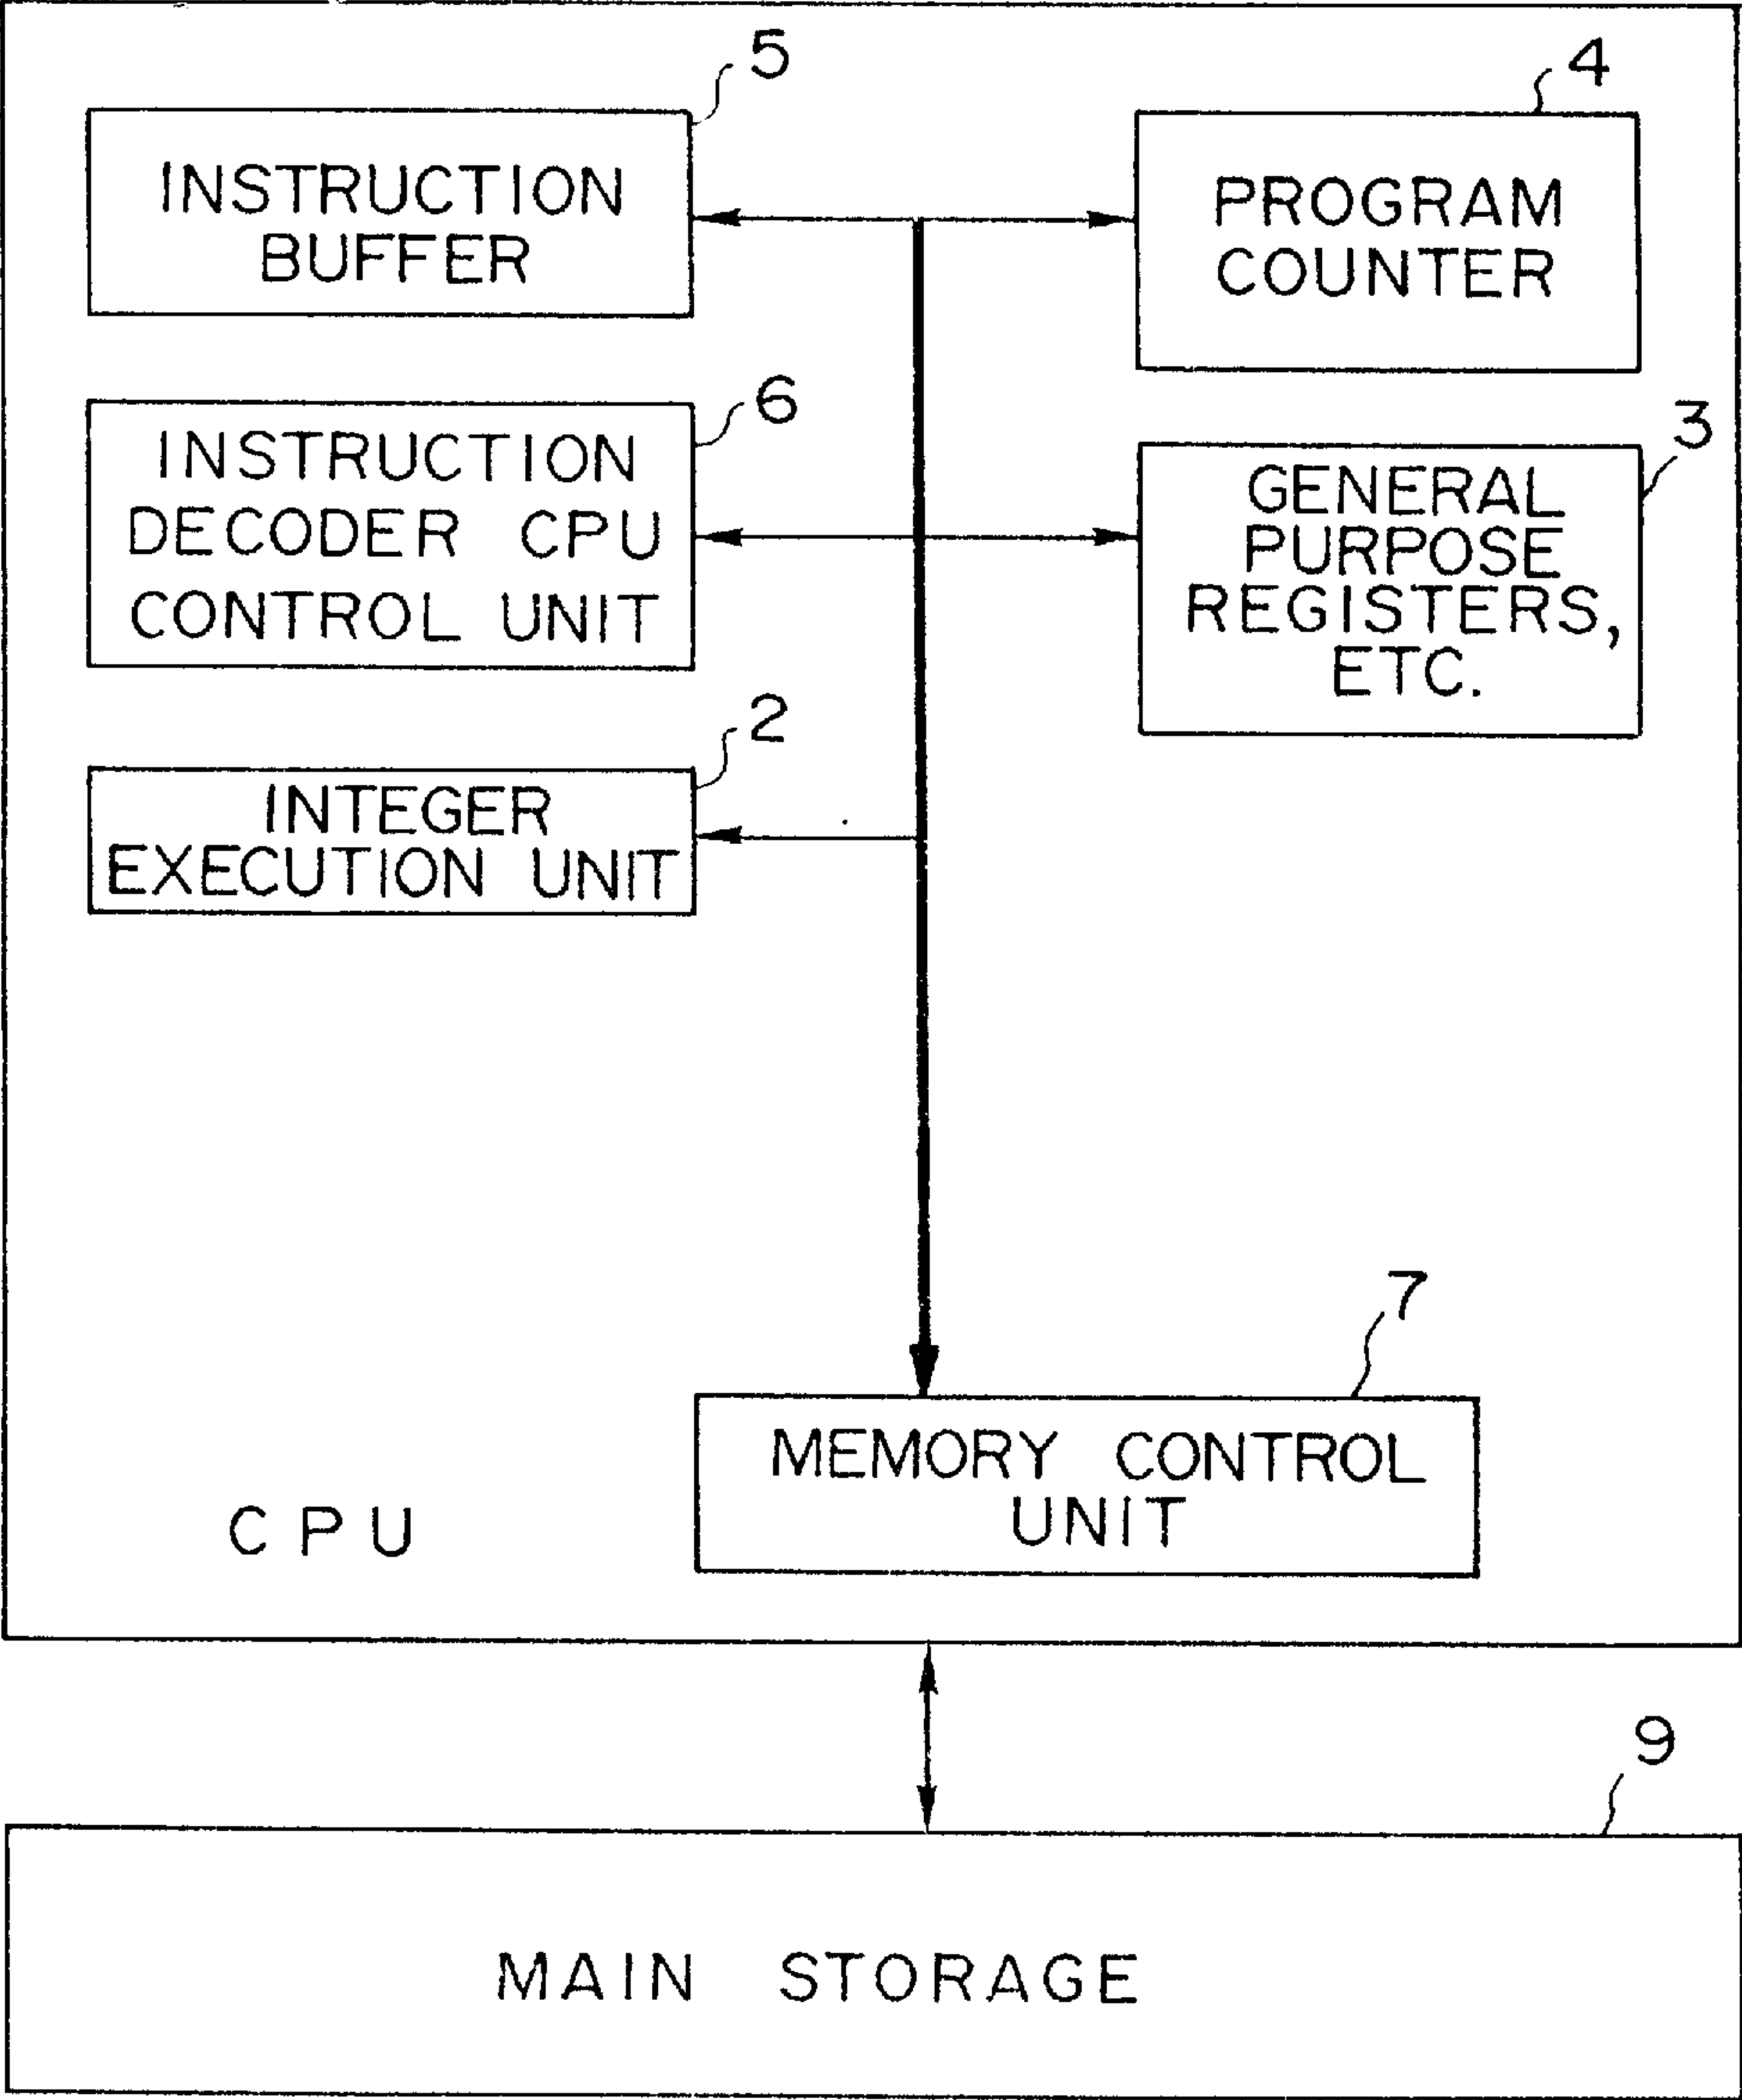 5
INSTRUCTION
BUFFER
4
PROGRAM
COUNTER
6
INSTRUCTION
DECODER CPU
CONTROL UNIT
3
GENERAL
PURPOSE
REGISTERS,
ETC.
2
INTEGER
EXECUTION UNIT
7
MEMORY CONTROL
UNIT
CPU
9
MAIN STORAGE